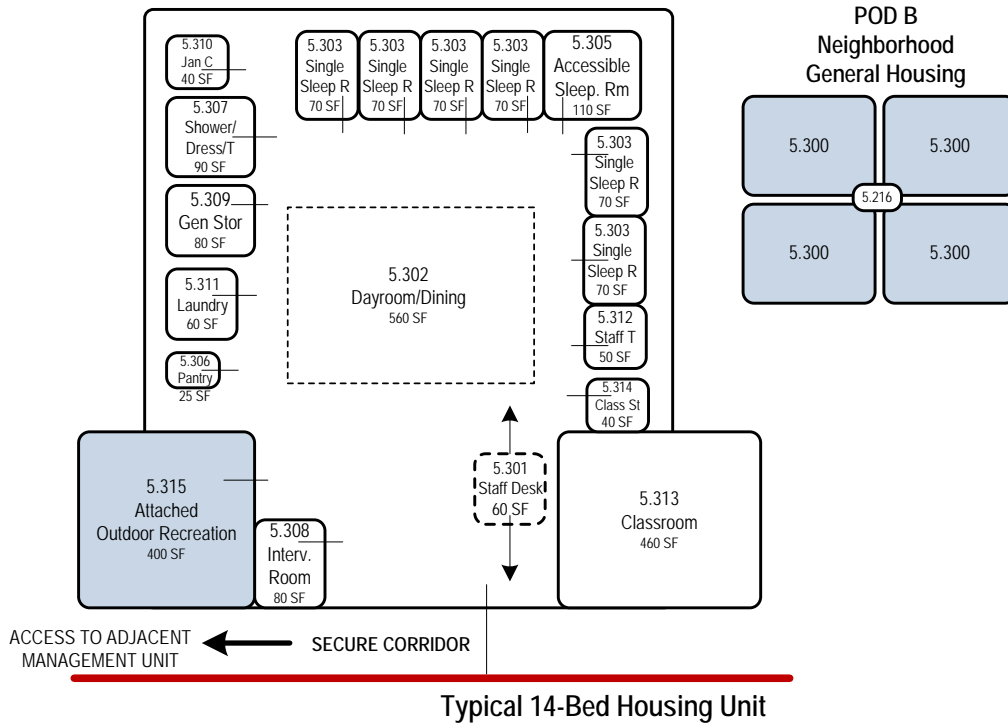 5.310
Jan C
40 SF
5.303
Single
Sleep R
70 SF
5.303
Single
Sleep R
70 SF
5.303
Single
Sleep R
70 SF
5.303
Single
Sleep R
70 SF
5.305
Accessible
Sleep. Rm
110 SF
POD B
Neighborhood
General Housing
5.300
5.300
5.216
5.300
5.300
5.307
Shower/
Dress/T
90 SF
5.303
Single
Sleep R
70 SF
5.309
Gen Stor
80 SF
5.303
Single
Sleep R
70 SF
5.302
Dayroom/Dining
560 SF
5.311
Laundry
60 SF
5.312
Staff T
50 SF
5.306
Pantry
25 SF
5.314
Class St
40 SF
5.315
Attached
Outdoor Recreation
400 SF
5.301
Staff Desk
60 SF
5.313
Classroom
460 SF
5.308
Interv.
Room
80 SF
ACCESS TO ADJACENT
MANAGEMENT UNIT
SECURE CORRIDOR
Typical 14-Bed Housing Unit